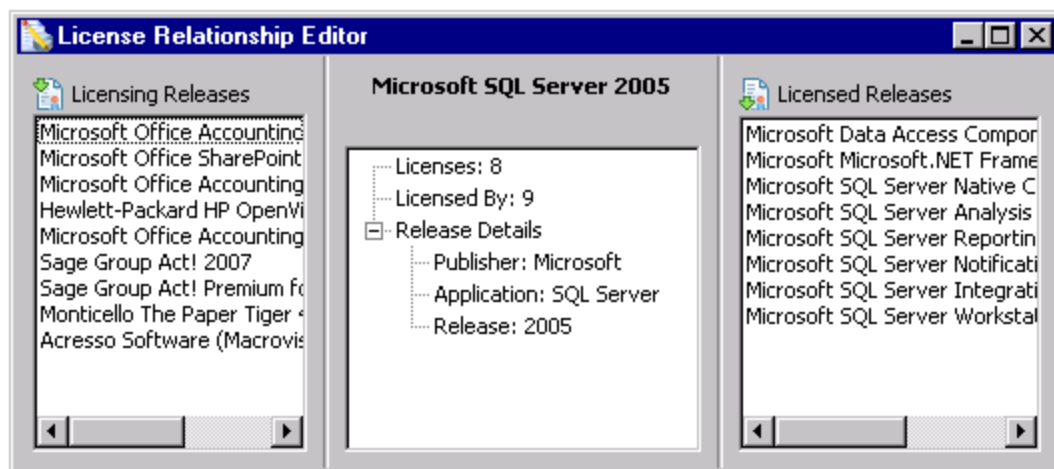 License Relationship Editor
Licensing Releases
Microsoft Office Accounting
Microsoft Office SharePoint
Microsoft Office Accounting
Hewlett-Packard HP OpenVi
Microsoft Office Accounting
Sage Group Act! 2007
Sage Group Act! Premium fo
Monticello The Paper Tiger
Acresso Software (Macrovis
Microsoft SQL Server 2005
Licenses: 8
Licensed By: 9
Release Details
Publisher: Microsoft
Application: SQL Server
Release: 2005
Licensed Releases
Microsoft Data Access Compor
Microsoft Microsoft.NET Frame
Microsoft SQL Server Native C
Microsoft SQL Server Analysis
Microsoft SQL Server Reportin
Microsoft SQL Server Notificati
Microsoft SQL Server Integrati
Microsoft SQL Server Workstat